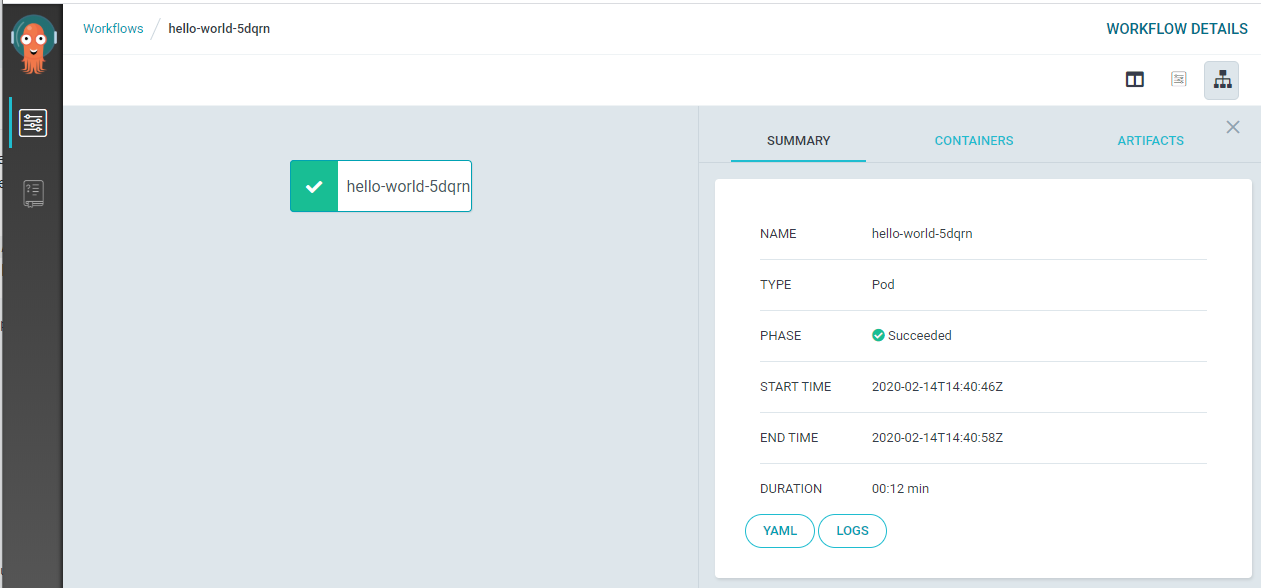 Workflows / hello-world-5dqrn
WORKFLOW DETAILS
hello-world-5dqrn
SUMMARY
CONTAINERS
ARTIFACTS
NAME hello-world-5dqrn
TYPE Pod
PHASE Succeeded
START TIME 2020-02-14T14:40:46Z
END TIME 2020-02-14T14:40:58Z
DURATION 00:12 min
YAML
LOGS